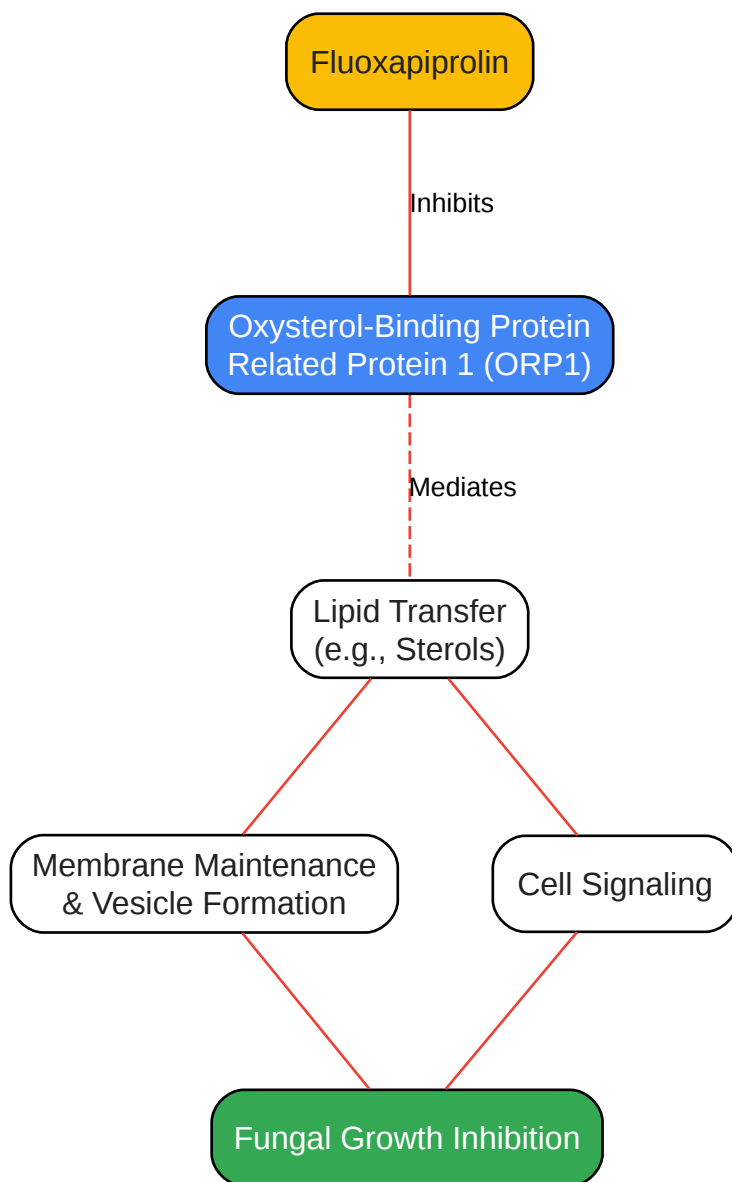 Fluoxapiprolin
Inhibits
Oxysterol-Binding Protein
Related Protein 1 (ORP1)
Mediates
Lipid Transfer
(e.g., Sterols)
Membrane Maintenance
& Vesicle Formation
Cell Signaling
Fungal Growth Inhibition